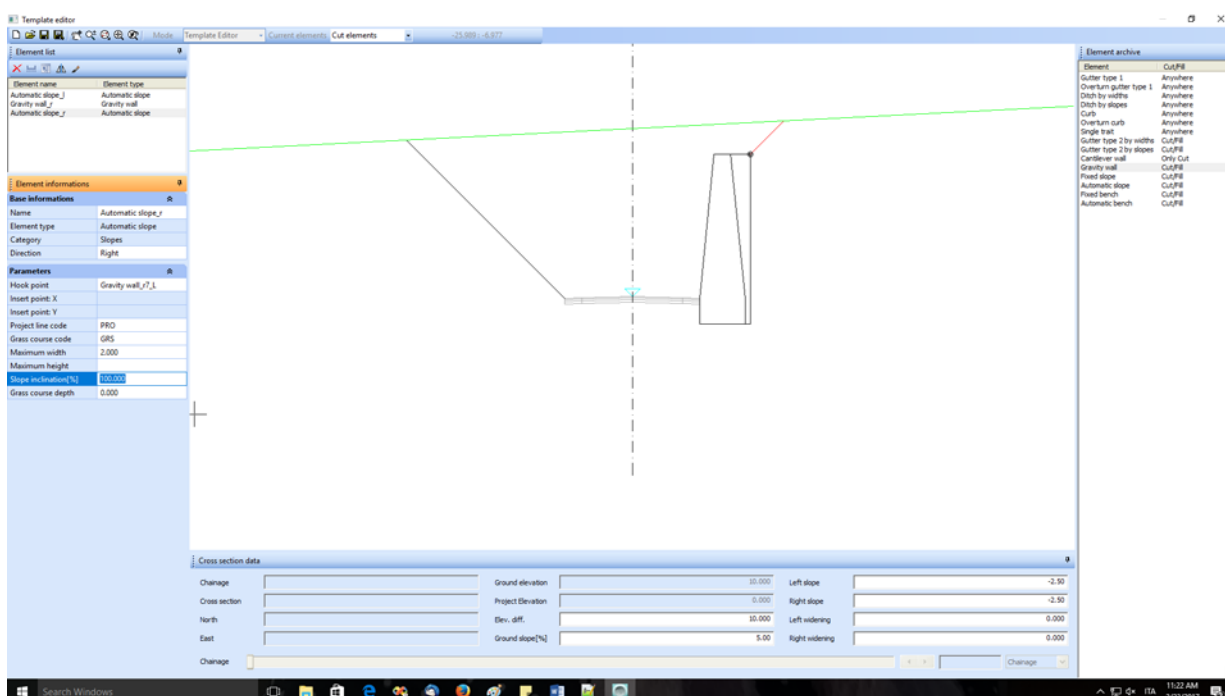 Template editor
Mode Template Editor Current elements Cut elements -25.989 ; -6.877
Element list
Element name Element type
Automatic slope_l Automatic slope
Gravity wall_r Gravity wall
Automatic slope_r Automatic slope
Element informations
Base informations
Name Automatic slope_r
Element type Automatic slope
Category Slopes
Direction Right
Parameters
Hook point Gravity wall_r7_L
Insert point: X
Insert point: Y
Project line code PRO
Grass course code GRS
Maximum width 2.000
Maximum height
Slope inclination[%] 100.000
Grass course depth 0.000
Element archive
Element Cut/Fill
Gutter type 1 Anywhere
Overturn gutter type 1 Anywhere
Ditch by widths Anywhere
Ditch by slopes Anywhere
Curb Anywhere
Overturn curb Anywhere
Single trait Anywhere
Gutter type 2 by widths Cut/Fill
Gutter type 2 by slopes Cut/Fill
Cantilever wall Only Cut
Gravity wall Cut/Fill
Fixed slope Cut/Fill
Automatic slope Cut/Fill
Fixed bench Cut/Fill
Automatic bench Cut/Fill
Cross section data
Chainage Ground elevation 10.000 Left slope -2.50
Cross section Project Elevation 0.000 Right slope -2.50
North Elev. diff. 10.000 Left widening 0.000
East Ground slope[%] 5.00 Right widening 0.000
Chainage Chainage
Search Windows ITA 11:22 AM